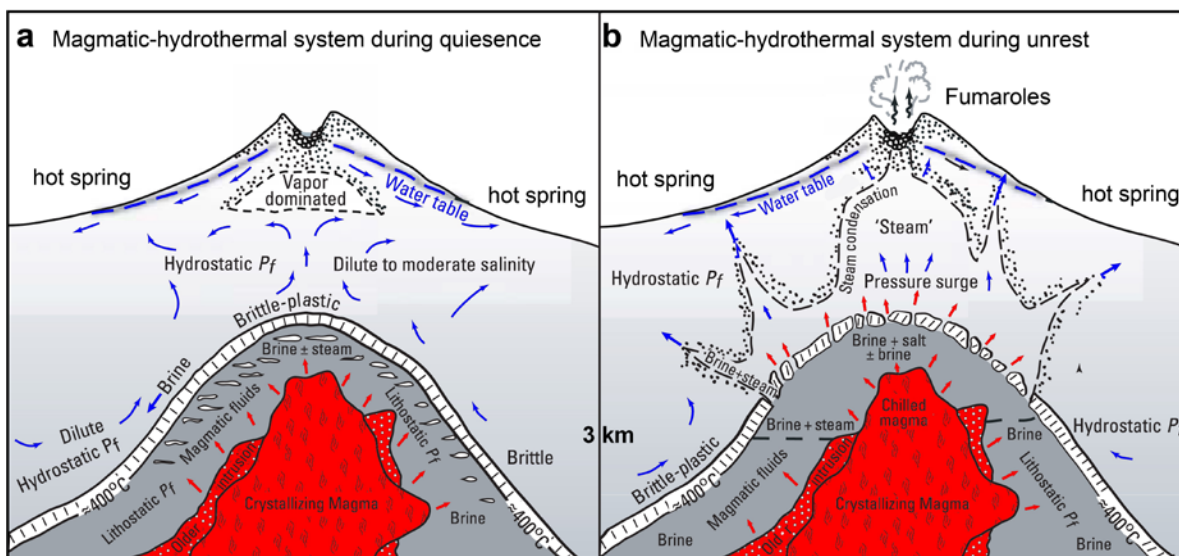 a Magmatic-hydrothermal system during quiesence
hot spring
hot spring
Vapor
dominated
Water table
Hydrostatic Pf
Dilute to moderate salinity
Brittle-plastic
Brine ± steam
Brine
Magmatic fluids
Lithostatic Pf
Dilute
Hydrostatic Pf
Brittle
≈400°C
≈400°C
Lithostatic Pf
Intrusion
Older
Crystallizing Magma
Brine
b Magmatic-hydrothermal system during unrest
Fumaroles
hot spring
hot spring
Water table
Steam condensation
'Steam'
Hydrostatic Pf
Pressure surge
Brine + salt
± brine
Brine+steam
Chilled
magma
3 km
Brine + steam
Brine
Hydrostatic P
Brittle-plastic
≈400°C
≈400°C
Magmatic fluids
Intrusion
Old
Crystallizing Magma
Lithostatic Pf
Brine
Brine